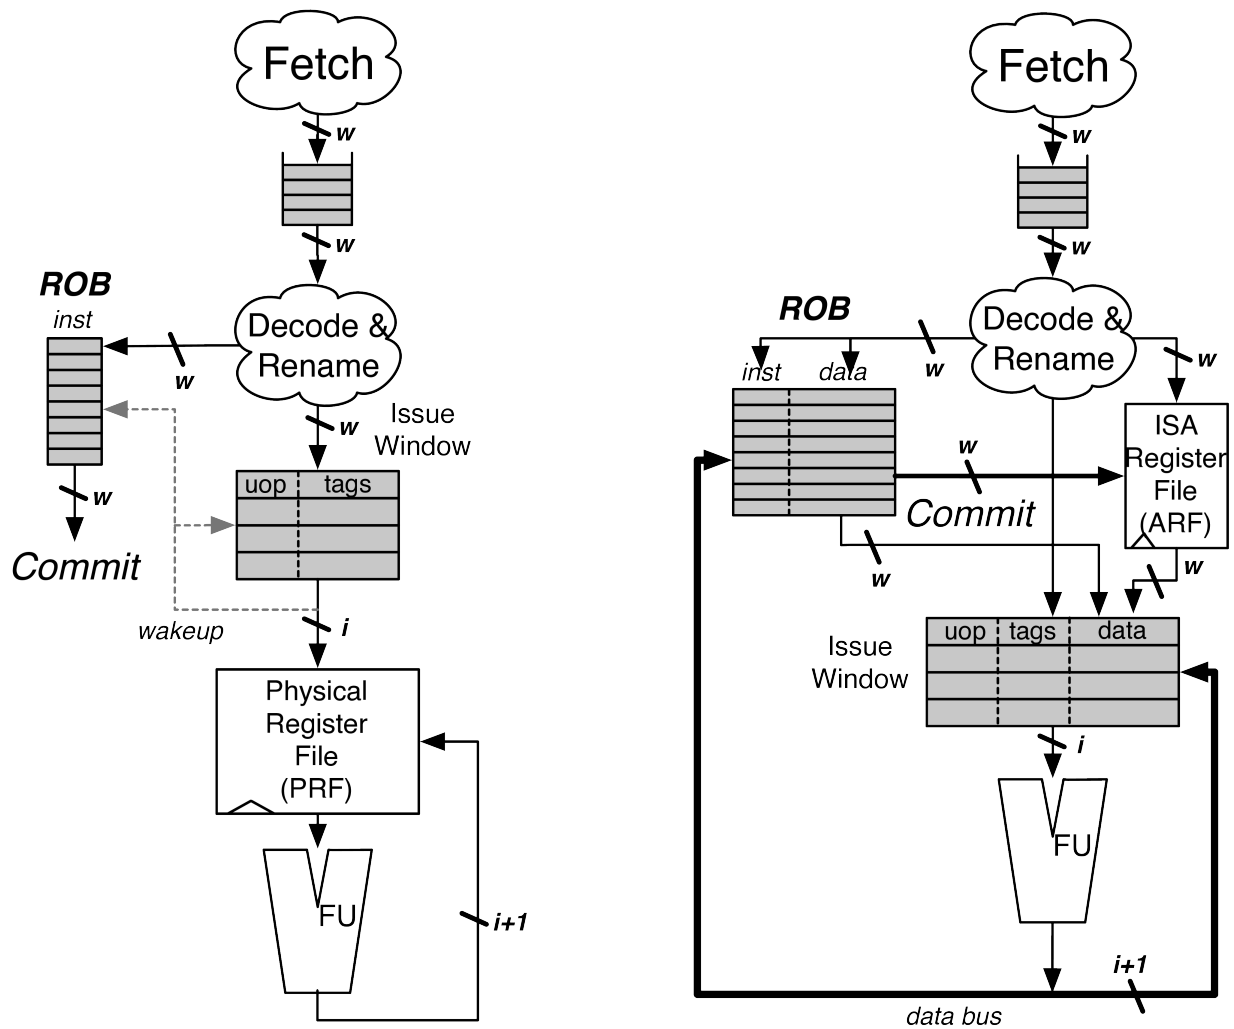 Fetch
w
w
ROB
inst
Decode &
Rename
w
w
Issue
Window
uop tags
w
Commit
wakeup
i
Physical
Register
File
(PRF)
FU
i+1
Fetch
w
w
ROB
Decode &
Rename
w
w
inst data
ISA
Register
File
(ARF)
w
Commit
w
w
uop tags data
Issue
Window
i
FU
i+1
data bus